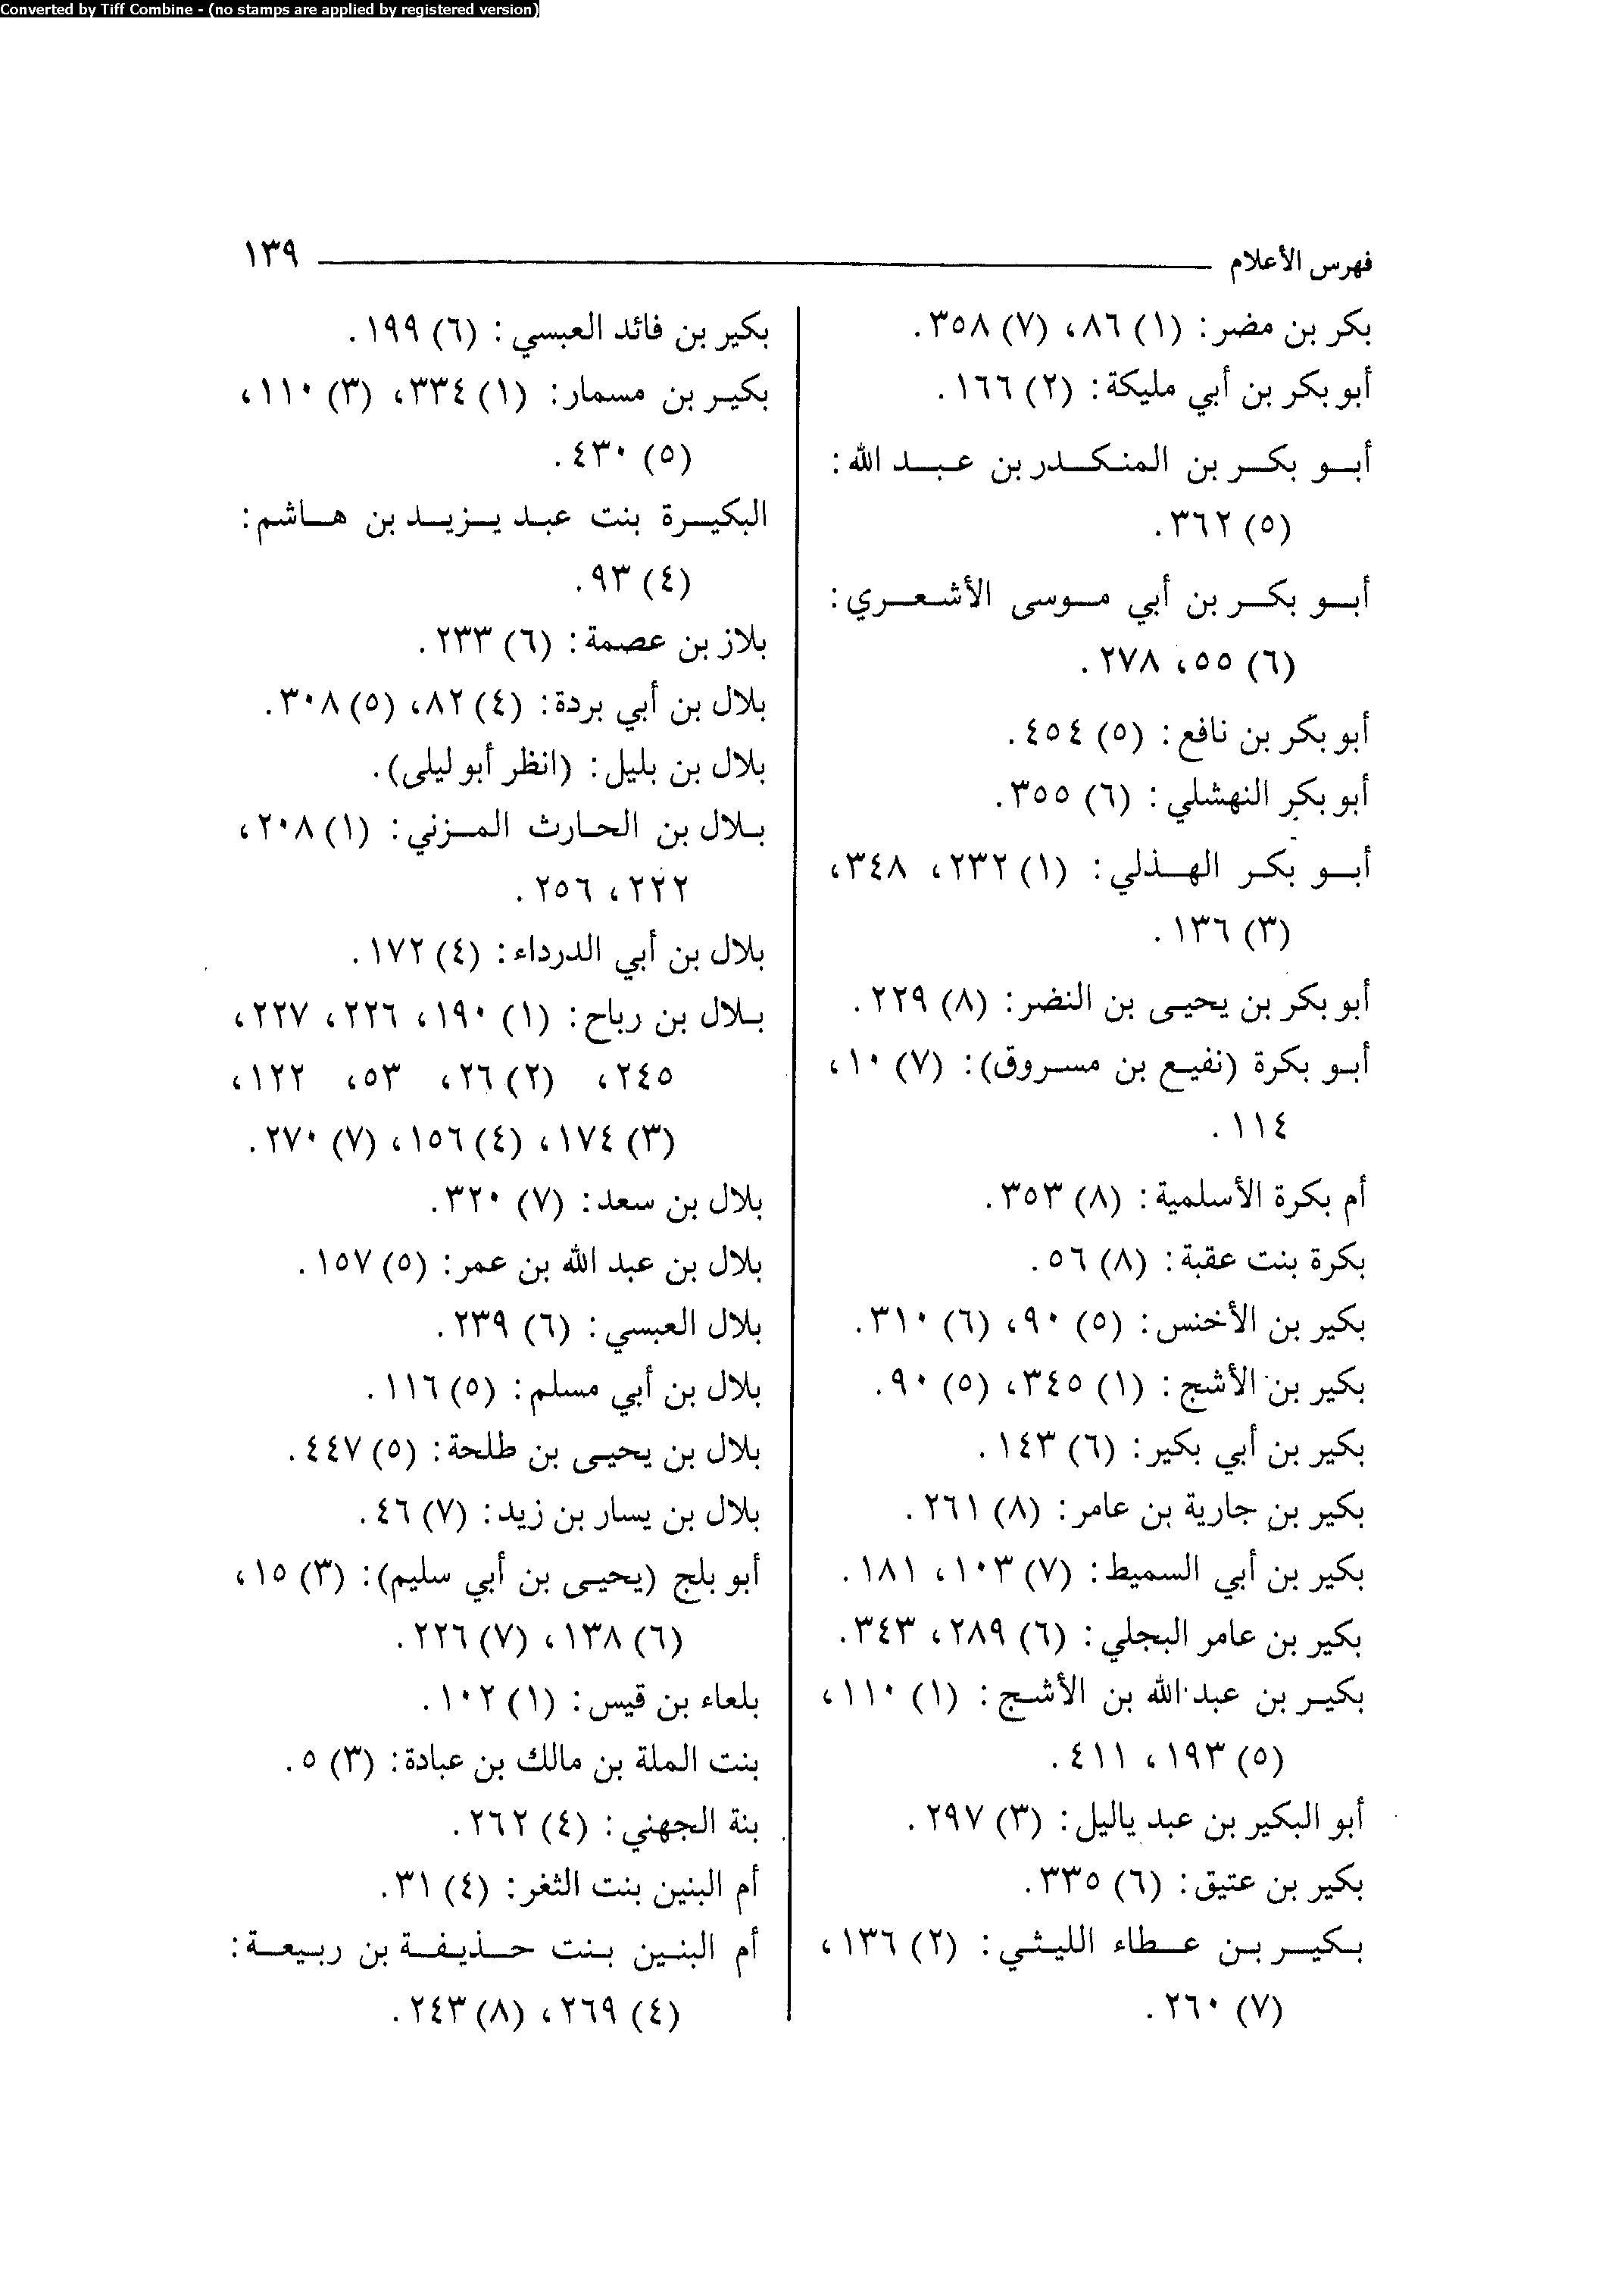 Converted by Tiff Combine - (no stamps are applied by registered version)
فهرس الأعلام ١٣٩
بكر بن مضر: (١) ٨٦، (٧) ٣٥٨.
أبو بكر بن أبي مليكة: (٢) ١٦٦.
أبو بكر بن المنكدر بن عبد الله:
(٥) ٣٦٢.
أبو بكر بن أبي موسى الأشعري:
(٦) ٥٥، ٢٧٨.
أبو بكر بن نافع: (٥) ٤٥٤.
أبو بكر النهشلي: (٦) ٣٥٥.
أبو بكر الهذلي: (١) ٢٣٢، ٣٤٨،
(٣) ١٣٦.
أبو بكر بن يحيى بن النضر: (٨) ٢٢٩.
أبو بكرة (نفيع بن مسروق): (٧) ١٠،
١١٤.
أم بكرة الأسلمية: (٨) ٣٥٣.
بكرة بنت عقبة: (٨) ٥٦.
بكير بن الأخنس: (٥) ٩٠، (٦) ٣١٠.
بكير بن الأشج: (١) ٣٤٥، (٥) ٩٠.
بكير بن أبي بكير: (٦) ١٤٣.
بكير بن جارية بن عامر: (٨) ٢٦١.
بكير بن أبي السميط: (٧) ١٠٣، ١٨١.
بكير بن عامر البجلي: (٦) ٢٨٩، ٣٤٣.
بكير بن عبد الله بن الأشج: (١) ١١٠،
(٥) ١٩٣، ٤١١.
أبو البكير بن عبد ياليل: (٣) ٢٩٧.
بكير بن عتيق: (٦) ٣٣٥.
بكير بن عطاء الليثي: (٢) ١٣٦،
(٧) ٢٦٠.
بكير بن فائد العبسي: (٦) ١٩٩.
بكير بن مسمار: (١) ٣٣٤، (٣) ١١٠،
(٥) ٤٣٠.
البكيرة بنت عبد يزيد بن هاشم:
(٤) ٩٣.
بلاز بن عصمة: (٦) ٢٣٣.
بلال بن أبي بردة: (٤) ٨٢، (٥) ٣٠٨.
بلال بن بليل: (انظر أبو ليلى).
بلال بن الحارث المزني: (١) ٢٠٨،
٢٢٢، ٢٥٦.
بلال بن أبي الدرداء: (٤) ١٧٢.
بلال بن رباح: (١) ١٩٠، ٢٢٦، ٢٢٧،
٢٤٥، (٢) ٢٦، ٥٣، ١٢٢،
(٣) ١٧٤، (٤) ١٥٦، (٧) ٢٧٠.
بلال بن سعد: (٧) ٣٢٠.
بلال بن عبد الله بن عمر: (٥) ١٥٧.
بلال العبسي: (٦) ٢٣٩.
بلال بن أبي مسلم: (٥) ١١٦.
بلال بن يحيى بن طلحة: (٥) ٤٤٧.
بلال بن يسار بن زيد: (٧) ٤٦.
أبو بلج (يحيى بن أبي سليم): (٣) ١٥،
(٦) ١٣٨، (٧) ٢٢٦.
بلعاء بن قيس: (١) ١٠٢.
بنت الملة بن مالك بن عبادة: (٣) ٥.
بنة الجهني: (٤) ٢٦٢.
أم البنين بنت الثغر: (٤) ٣١.
أم البنين بنت حذيفة بن ربيعة:
(٤) ٢٦٩، (٨) ٢٤٣.